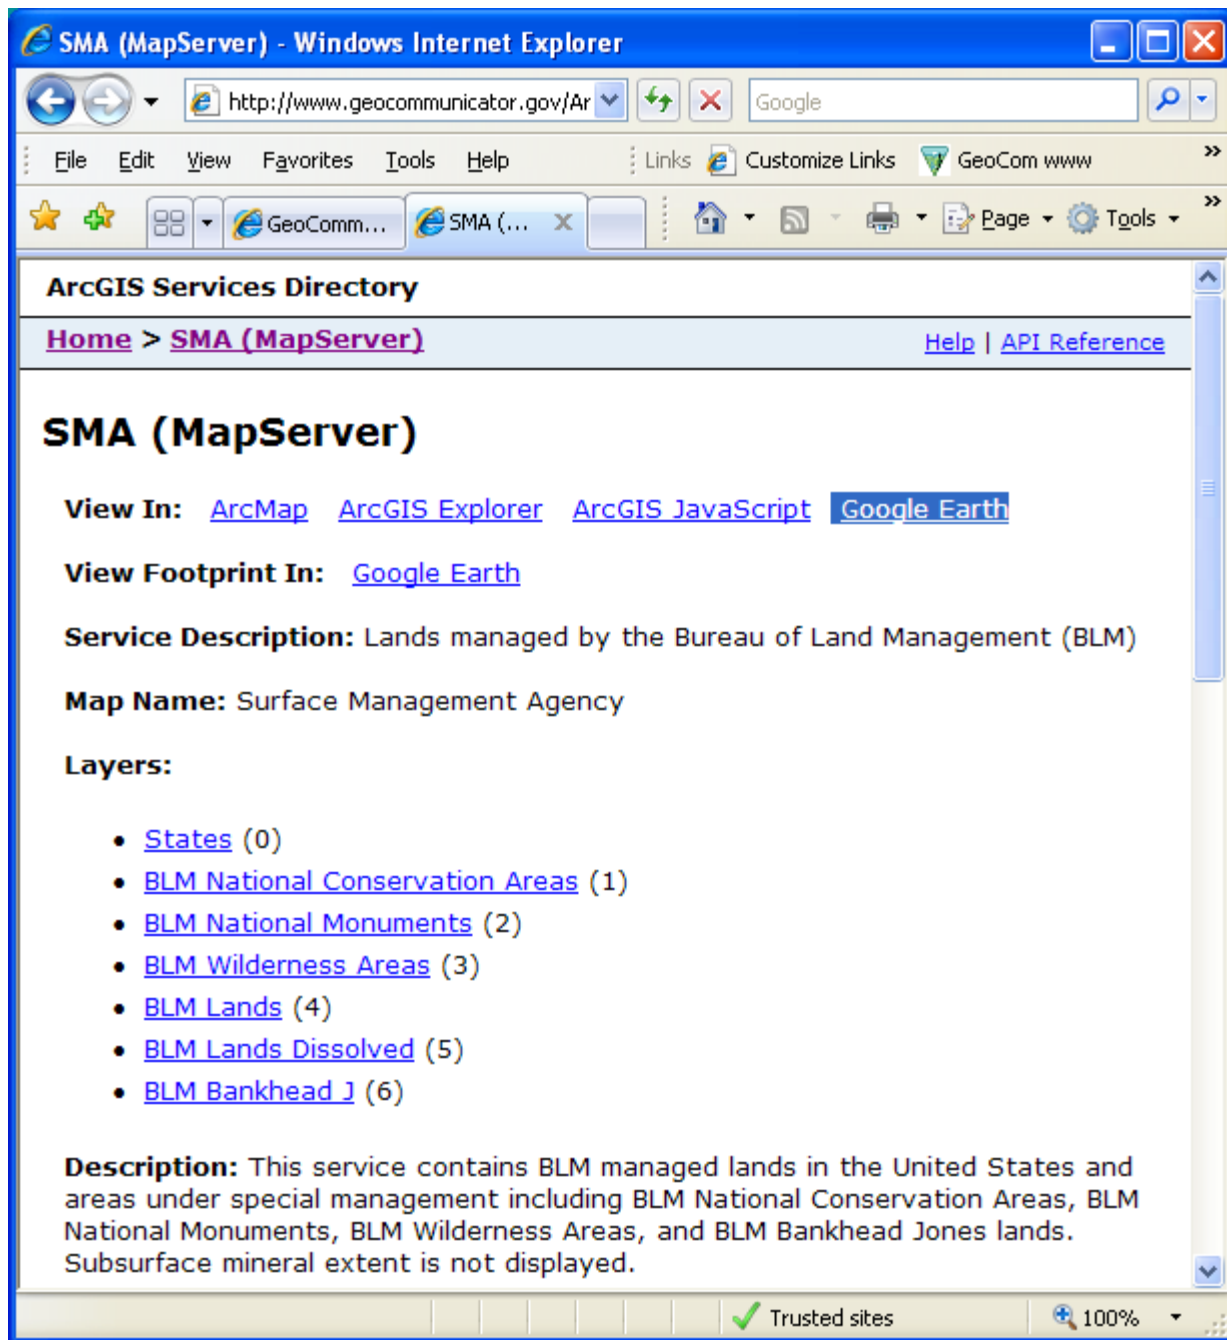 SMA (MapServer) - Windows Internet Explorer
http://www.geocommunicator.gov/Ar
Google
File Edit View Favorites Tools Help Links Customize Links GeoCom www »
GeoComm... SMA (... X Page Tools »
ArcGIS Services Directory
Home > SMA (MapServer) Help | API Reference
SMA (MapServer)
View In: ArcMap ArcGIS Explorer ArcGIS JavaScript Google Earth
View Footprint In: Google Earth
Service Description: Lands managed by the Bureau of Land Management (BLM)
Map Name: Surface Management Agency
Layers:
• States (0)
• BLM National Conservation Areas (1)
• BLM National Monuments (2)
• BLM Wilderness Areas (3)
• BLM Lands (4)
• BLM Lands Dissolved (5)
• BLM Bankhead J (6)
Description: This service contains BLM managed lands in the United States and
areas under special management including BLM National Conservation Areas, BLM
National Monuments, BLM Wilderness Areas, and BLM Bankhead Jones lands.
Subsurface mineral extent is not displayed.
Trusted sites 100%